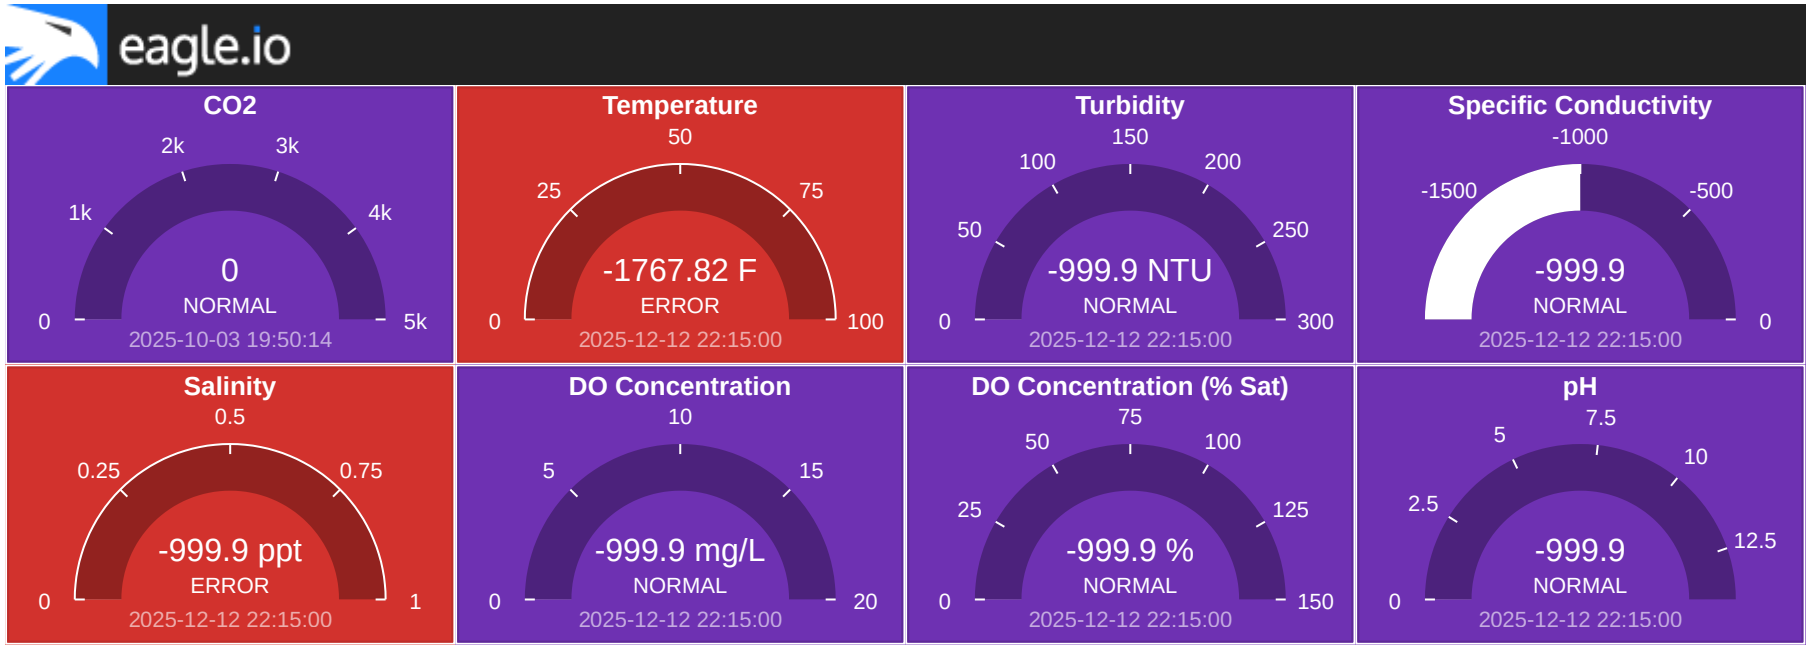 eagle.io
CO2
2k
3k
1k
4k
0
NORMAL
0
5k
2025-10-03 19:50:14
Temperature
50
25
75
-1767.82 F
ERROR
0
100
2025-12-12 22:15:00
Turbidity
150
100
200
50
250
-999.9 NTU
NORMAL
0
300
2025-12-12 22:15:00
Specific Conductivity
-1000
-1500
-500
-999.9
NORMAL
0
2025-12-12 22:15:00
Salinity
0.5
0.25
0.75
-999.9 ppt
ERROR
0
1
2025-12-12 22:15:00
DO Concentration
10
5
15
-999.9 mg/L
NORMAL
0
20
2025-12-12 22:15:00
DO Concentration (% Sat)
75
50
100
25
125
-999.9 %
NORMAL
0
150
2025-12-12 22:15:00
pH
7.5
5
10
2.5
12.5
-999.9
NORMAL
0
2025-12-12 22:15:00